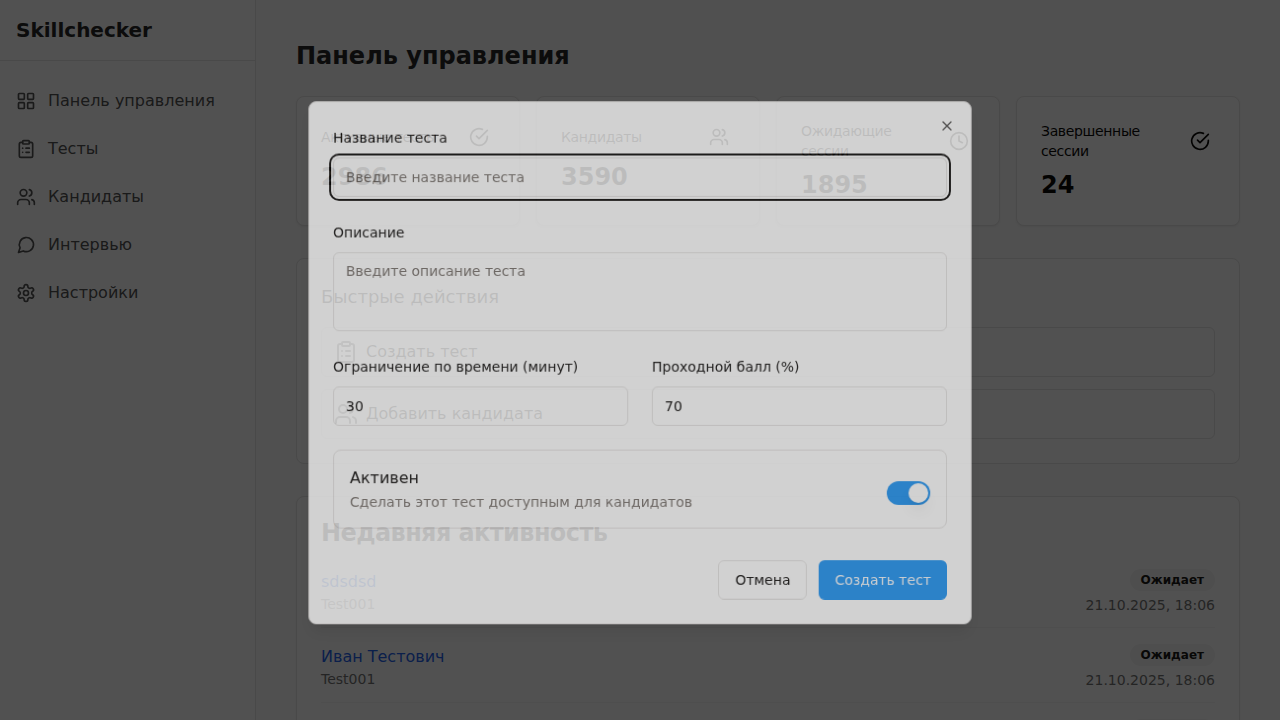 Skillchecker
Панель управления
Тесты
Кандидаты
Интервью
Настройки
Панель управления
Кандидаты
3590
Ожидающие
сессии
1895
Завершенные
сессии
24
Название теста
Введите название теста
Описание
Введите описание теста
Быстрые действия
Создать тест
Ограничение по времени (минут)
Проходной балл (%)
30
70
Добавить кандидата
Активен
Сделать этот тест доступным для кандидатов
Недавняя активность
Отмена
Создать тест
sdsdsd
Test001
Ожидает
21.10.2025, 18:06
Иван Тестович
Test001
Ожидает
21.10.2025, 18:06